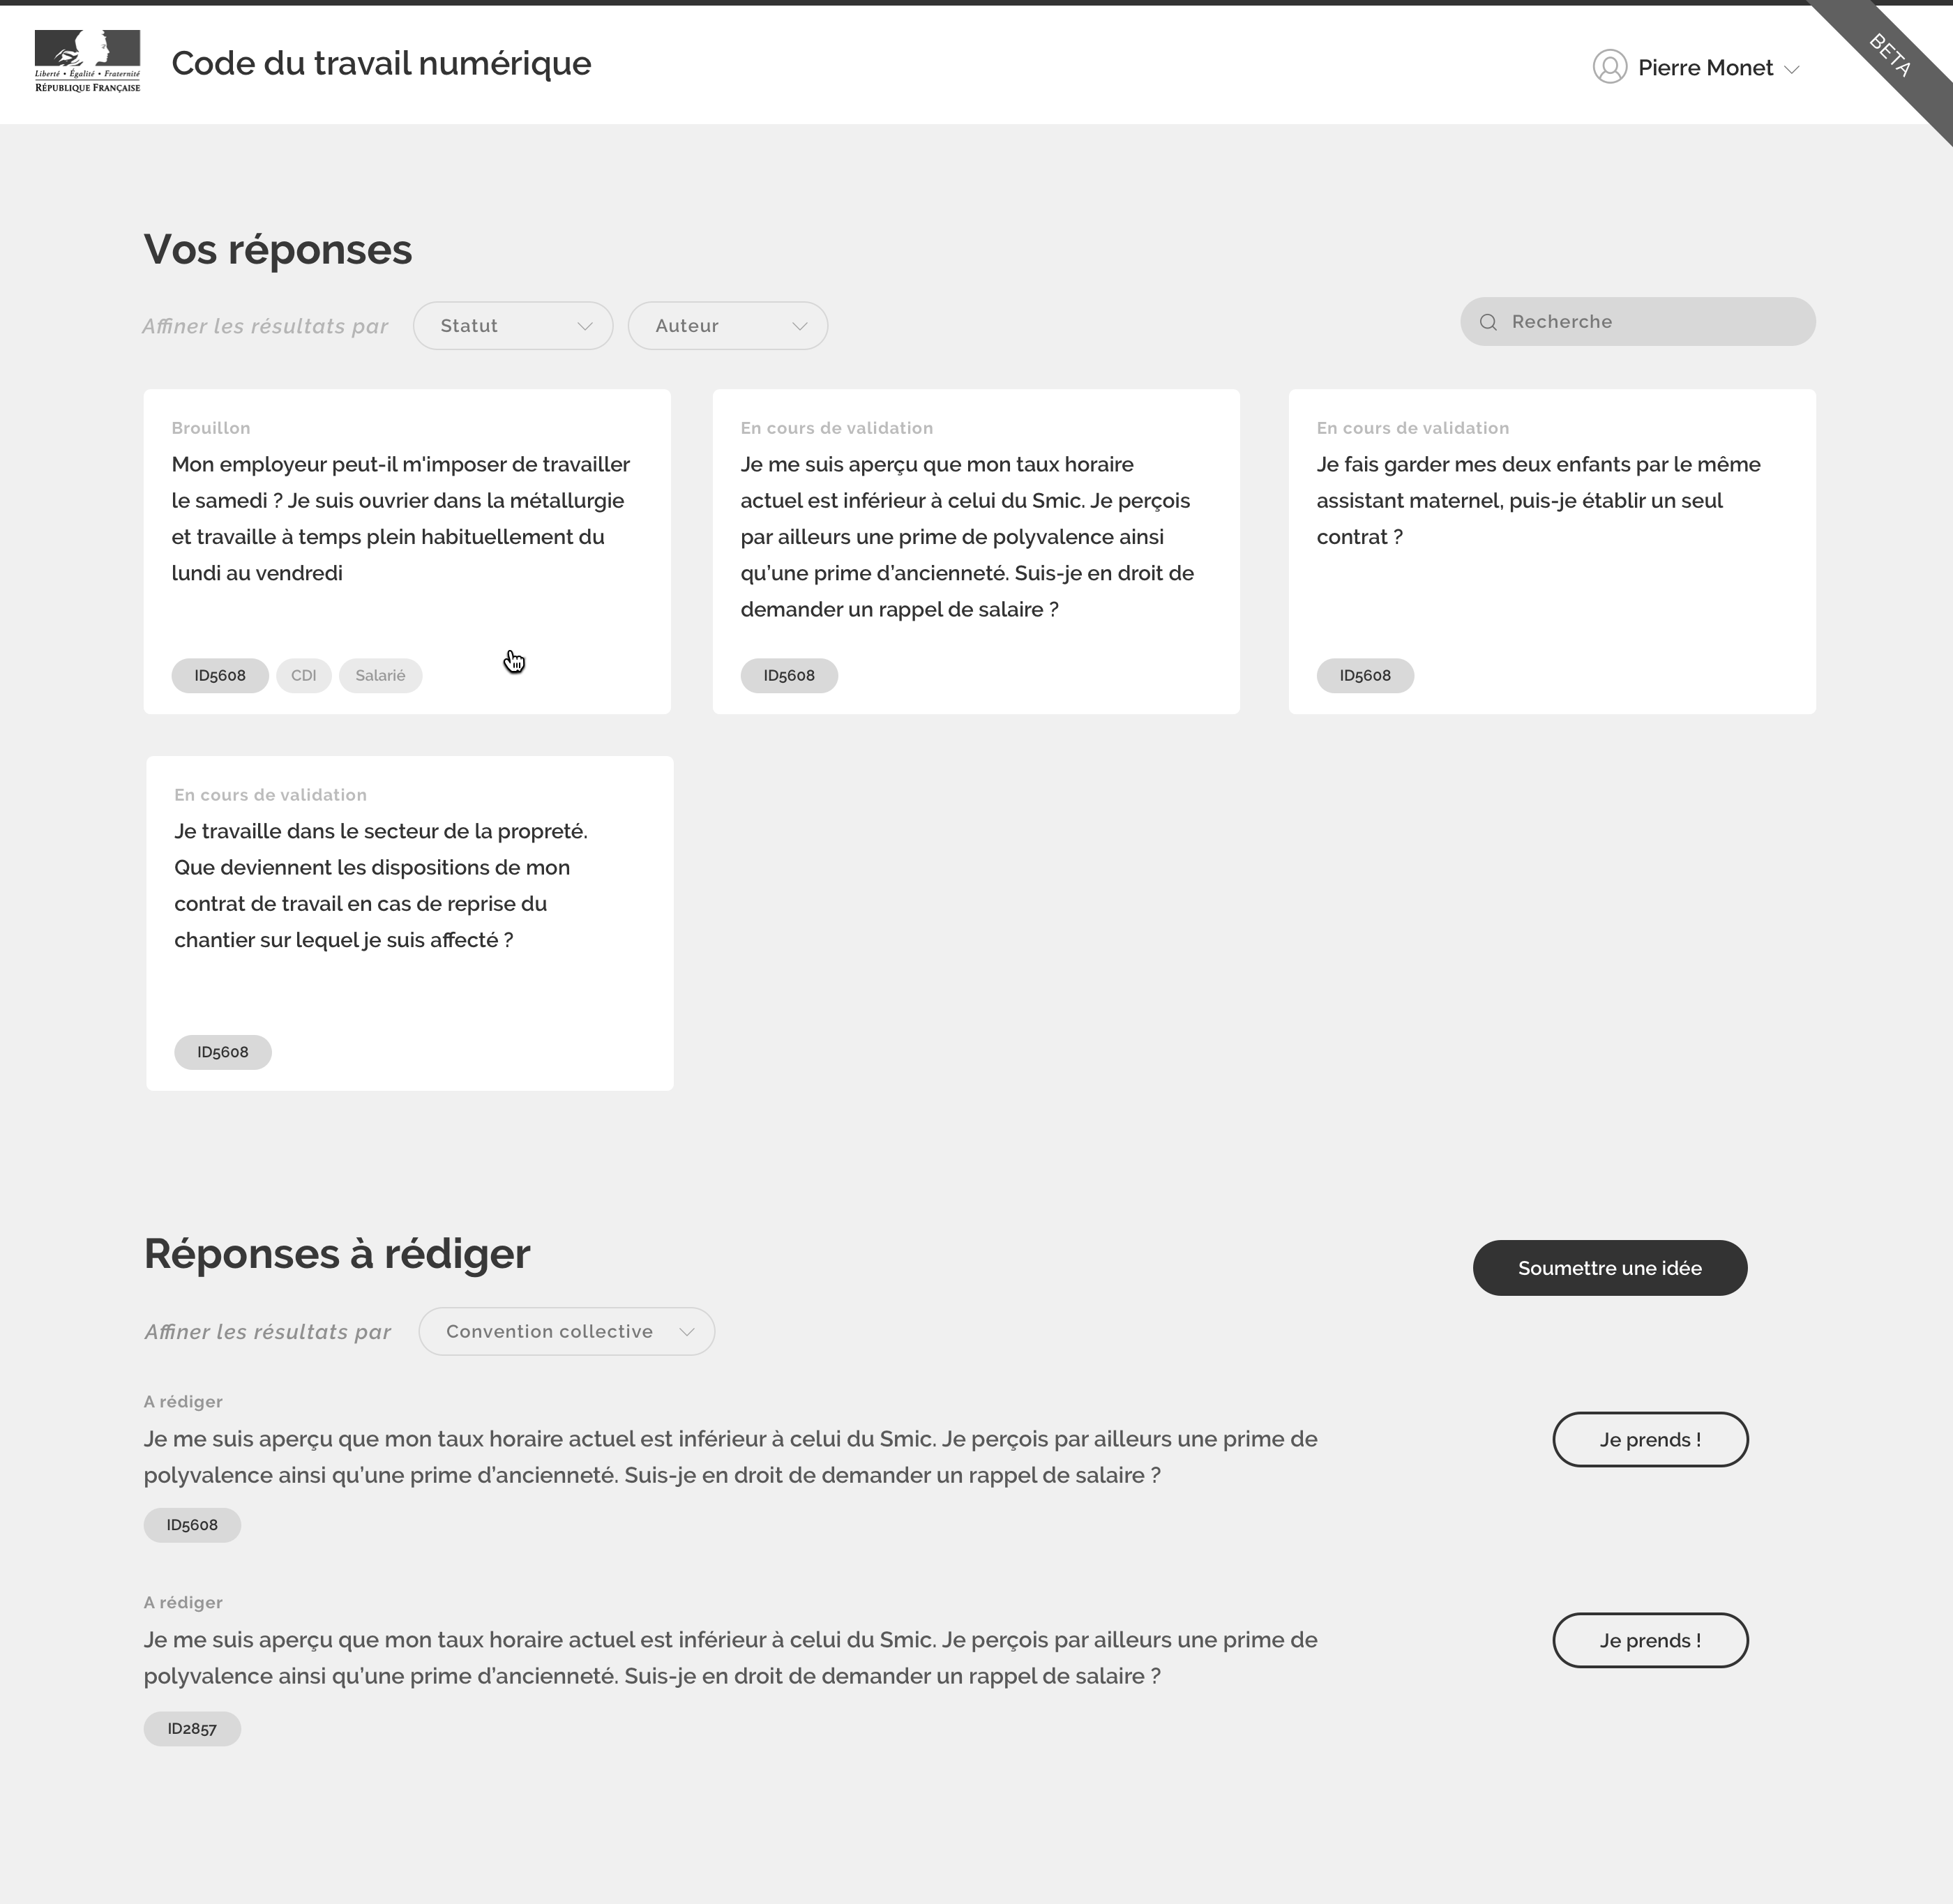 Liberté • Égalité • Fraternité
RÉPUBLIQUE FRANÇAISE
Code du travail numérique
Pierre Monet
BETA
Vos réponses
Affiner les résultats par
Statut
Auteur
Recherche
Brouillon
Mon employeur peut-il m'imposer de travailler
le samedi ? Je suis ouvrier dans la métallurgie
et travaille à temps plein habituellement du
lundi au vendredi
ID5608
CDI
Salarié
En cours de validation
Je me suis aperçu que mon taux horaire
actuel est inférieur à celui du Smic. Je perçois
par ailleurs une prime de polyvalence ainsi
qu’une prime d’ancienneté. Suis-je en droit de
demander un rappel de salaire ?
ID5608
En cours de validation
Je fais garder mes deux enfants par le même
assistant maternel, puis-je établir un seul
contrat ?
ID5608
En cours de validation
Je travaille dans le secteur de la propreté.
Que deviennent les dispositions de mon
contrat de travail en cas de reprise du
chantier sur lequel je suis affecté ?
ID5608
Réponses à rédiger
Soumettre une idée
Affiner les résultats par
Convention collective
A rédiger
Je me suis aperçu que mon taux horaire actuel est inférieur à celui du Smic. Je perçois par ailleurs une prime de
polyvalence ainsi qu’une prime d’ancienneté. Suis-je en droit de demander un rappel de salaire ?
Je prends !
ID5608
A rédiger
Je me suis aperçu que mon taux horaire actuel est inférieur à celui du Smic. Je perçois par ailleurs une prime de
polyvalence ainsi qu’une prime d’ancienneté. Suis-je en droit de demander un rappel de salaire ?
Je prends !
ID2857